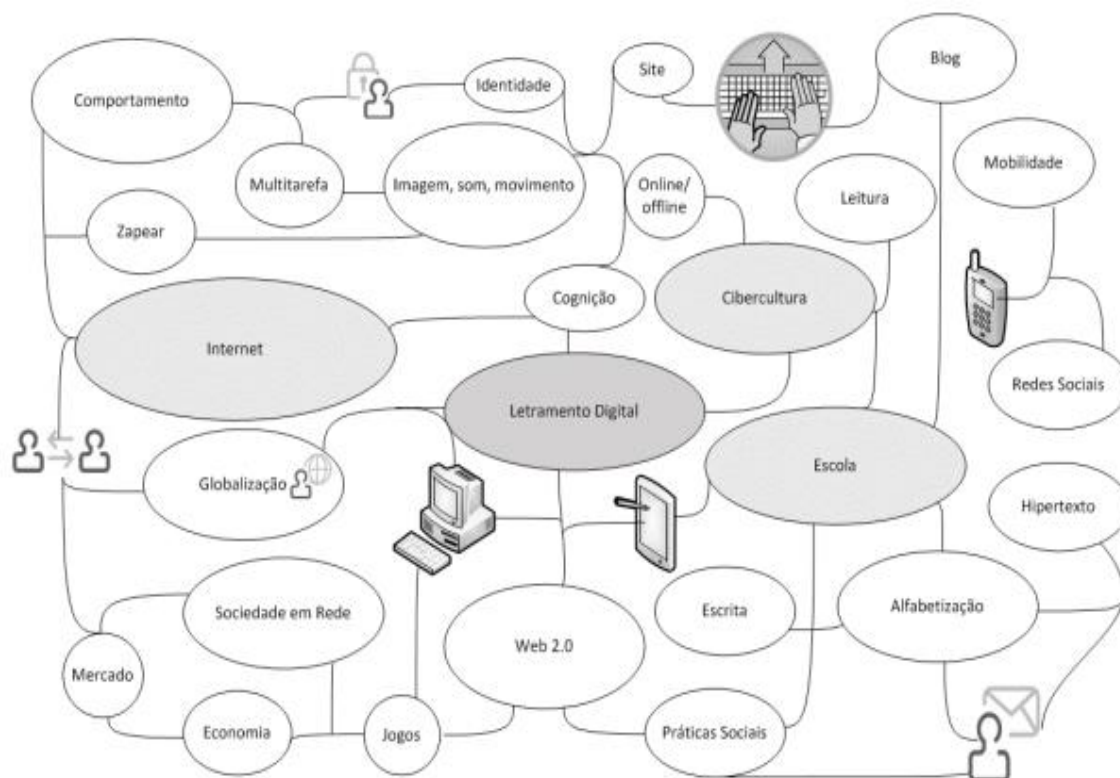 Comportamento
Identidade
Site
Blog
Multitarefa
Imagem, som, movimento
Online/
offline
Leitura
Mobilidade
Zapear
Cognição
Cibercultura
Internet
Redes Sociais
Letramento Digital
Escola
Globalização
Hipertexto
Sociedade em Rede
Escrita
Alfabetização
Web 2.0
Mercado
Economia
Jogos
Práticas Sociais